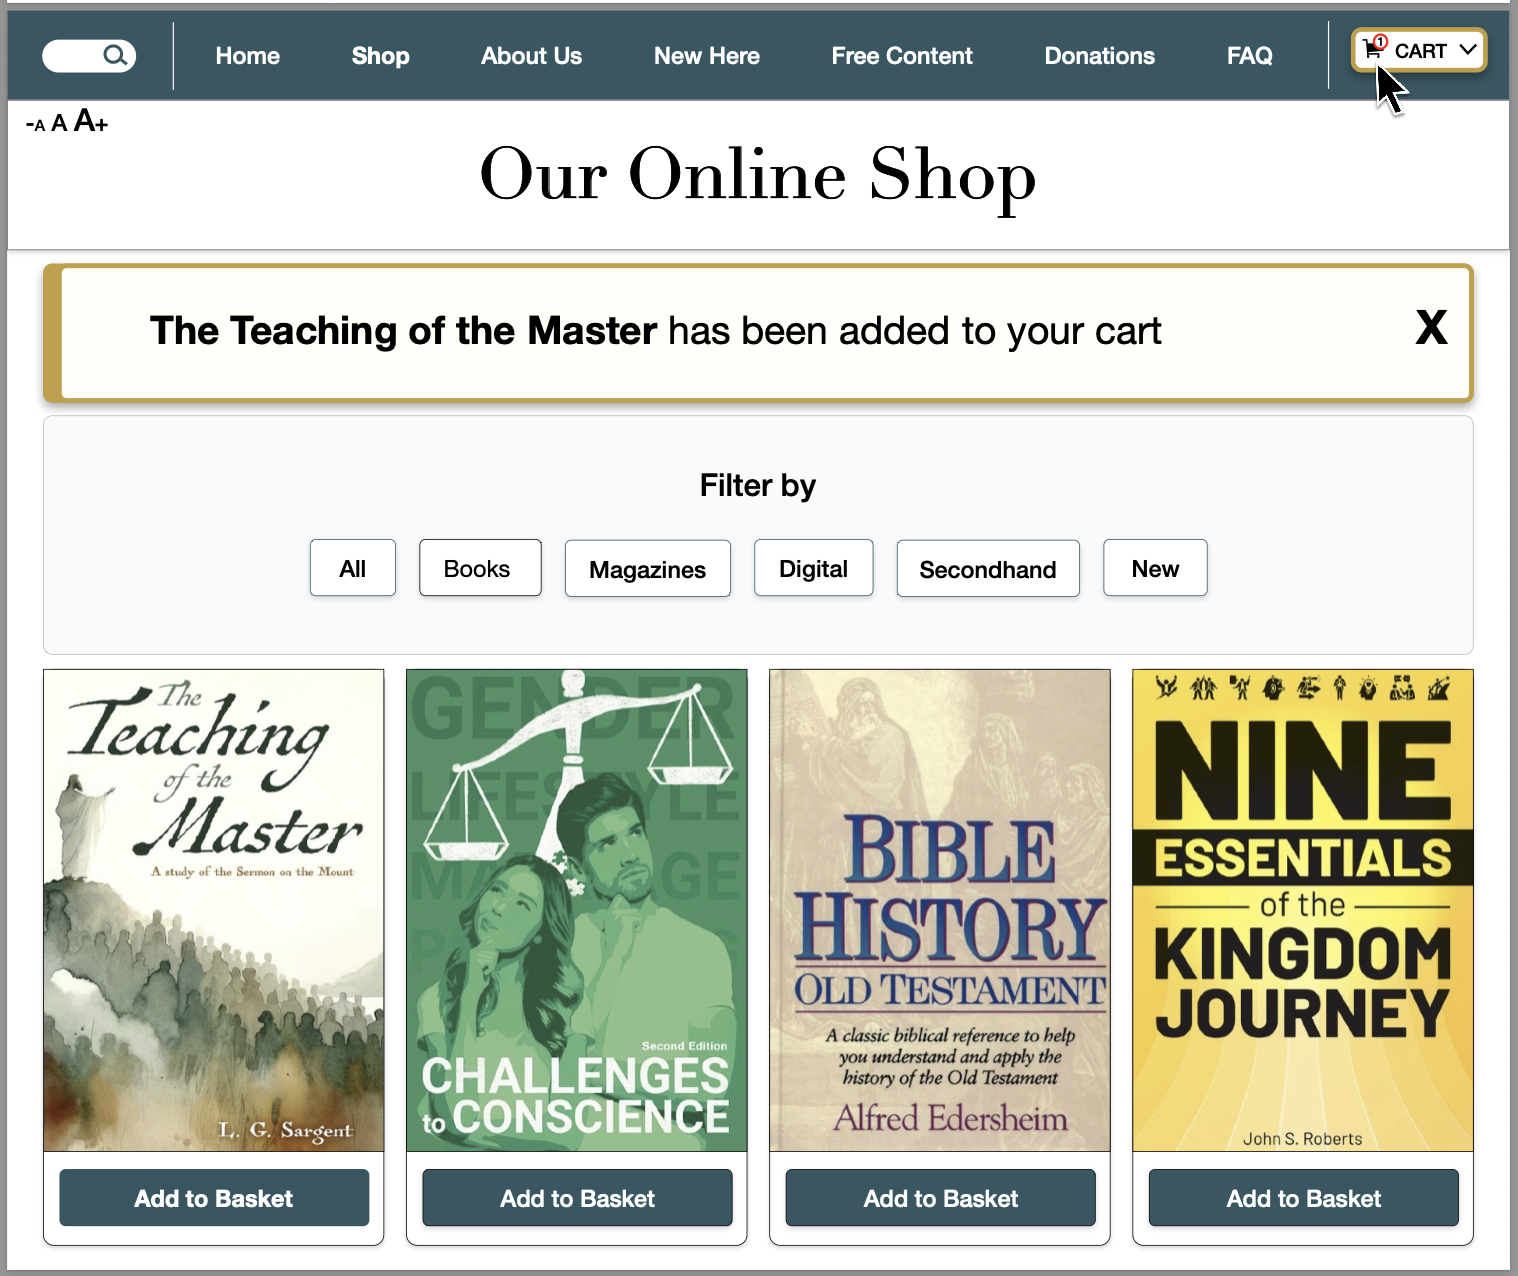 Home Shop About Us New Here Free Content Donations FAQ 1 CART
-A A A+
Our Online Shop
The Teaching of the Master has been added to your cart X
Filter by
All Books Magazines Digital Secondhand New
The
Teaching
of the
Master
A study of the Sermon on the Mount
L. G. Sargent
Add to Basket
GENDER
LIFESTYLE
Second Edition
CHALLENGES
to CONSCIENCE
Add to Basket
BIBLE
HISTORY
OLD TESTAMENT
A classic biblical reference to help
you understand and apply the
history of the Old Testament
Alfred Edersheim
Add to Basket
NINE
ESSENTIALS
of the
KINGDOM
JOURNEY
John S. Roberts
Add to Basket